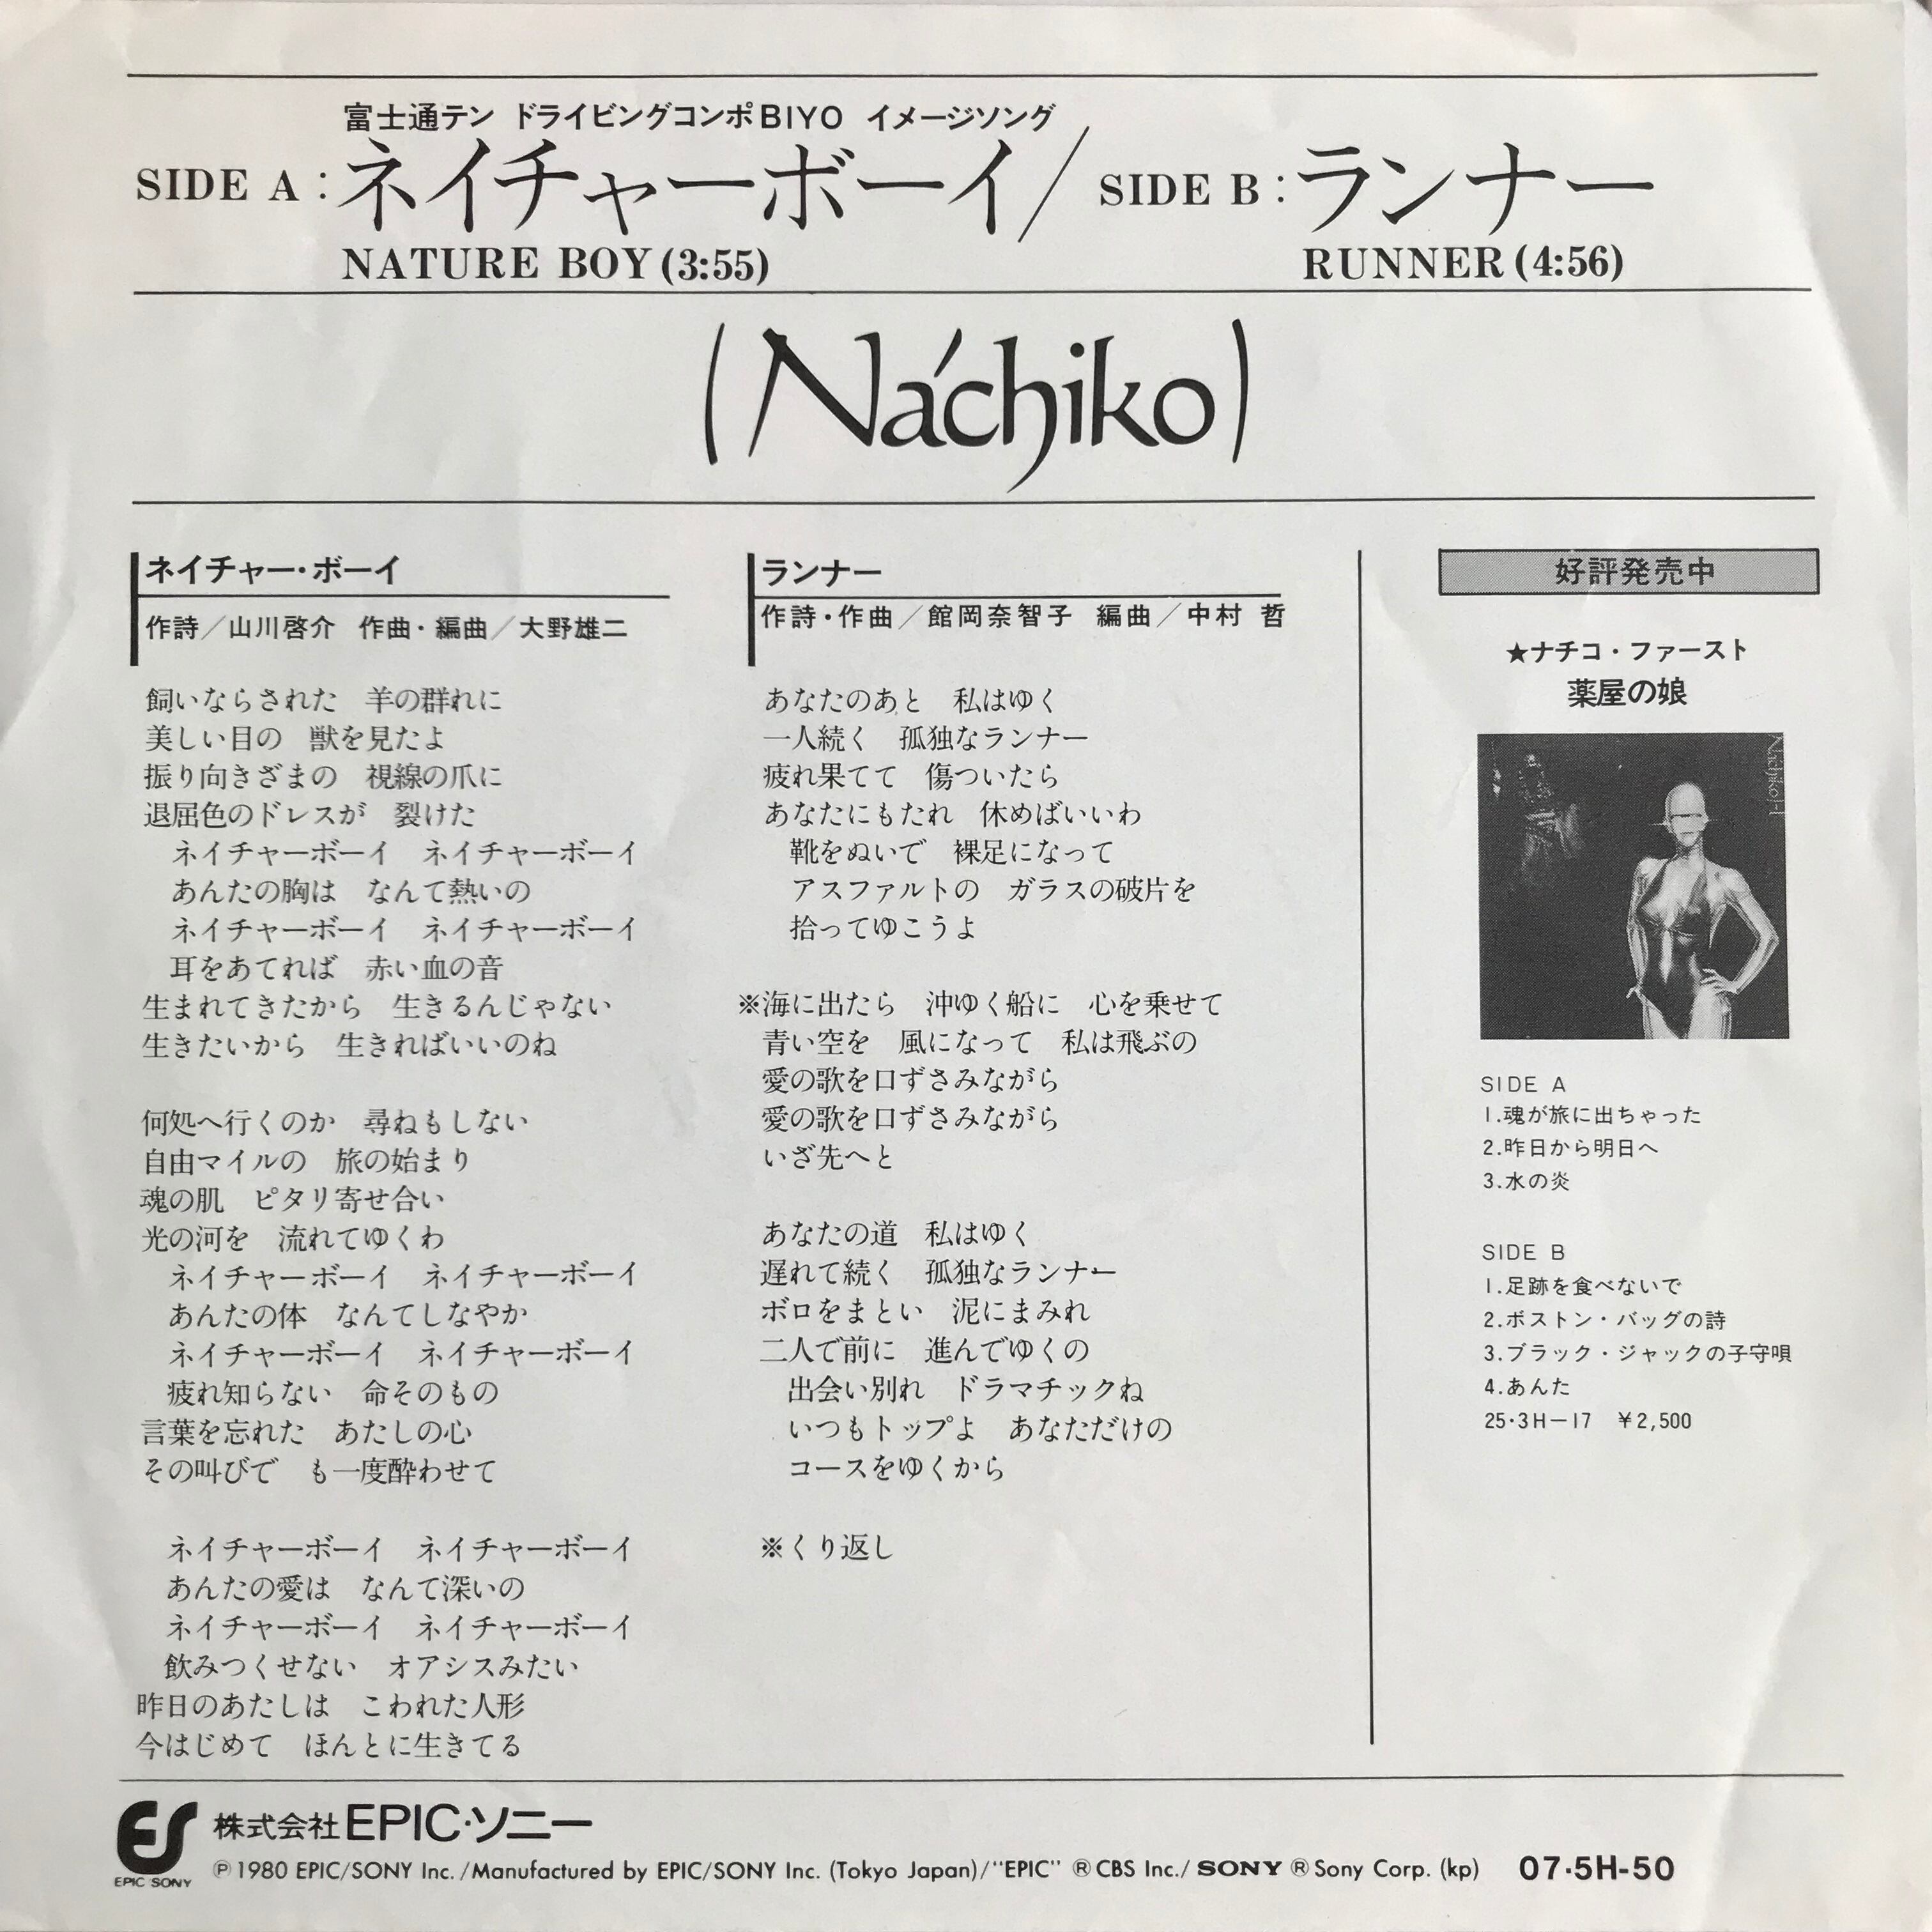 富士通テン ドライビングコンポBIYO イメージソング
SIDE A : ネイチャーボーイ/ SIDE B : ランナー
NATURE BOY (3:55) RUNNER (4:56)
(Náchiko)
ネイチャー・ボーイ
作詩/山川啓介 作曲・編曲/大野雄二
飼いならされた 羊の群れに
美しい目の 獣を見たよ
振り向きざまの 視線の爪に
退屈色のドレスが 裂けた
ネイチャーボーイ ネイチャーボーイ
あんたの胸は なんて熱いの
ネイチャーボーイ ネイチャーボーイ
耳をあてれば 赤い血の音
生まれてきたから 生きるんじゃない
生きたいから 生きればいいのね
何処へ行くのか 尋ねもしない
自由マイルの 旅の始まり
魂の肌 ピタリ寄せ合い
光の河を 流れてゆくわ
ネイチャーボーイ ネイチャーボーイ
あんたの体 なんてしなやか
ネイチャーボーイ ネイチャーボーイ
疲れ知らない 命そのもの
言葉を忘れた あたしの心
その叫びで も一度酔わせて
ネイチャーボーイ ネイチャーボーイ
あんたの愛は なんて深いの
ネイチャーボーイ ネイチャーボーイ
飲みつくせない オアシスみたい
昨日のあたしは こわれた人形
今はじめて ほんとに生きてる
ランナー
作詩・作曲/館岡奈智子 編曲/中村 哲
あなたのあと 私はゆく
一人続く 孤独なランナー
疲れ果てて 傷ついたら
あなたにもたれ 休めばいいわ
靴をぬいで 裸足になって
アスファルトの ガラスの破片を
拾ってゆこうよ
※海に出たら 沖ゆく船に 心を乗せて
青い空を 風になって 私は飛ぶの
愛の歌を口ずさみながら
愛の歌を口ずさみながら
いざ先へと
あなたの道 私はゆく
遅れて続く 孤独なランナー
ボロをまとい 泥にまみれ
二人で前に 進んでゆくの
出会い別れ ドラマチックね
いつもトップよ あなただけの
コースをゆくから
※くり返し
好評発売中
★ナチコ・ファースト
薬屋の娘
Nachiko-I
SIDE A
1.魂が旅に出ちゃった
2.昨日から明日へ
3.水の炎
SIDE B
1.足跡を食べないで
2.ボストン・バッグの詩
3.ブラック・ジャックの子守唄
4.あんた
25・3H-17 ¥2,500
ES 株式会社EPIC・ソニー
EPIC/SONY ℗1980 EPIC/SONY Inc./Manufactured by EPIC/SONY Inc. (Tokyo Japan)/"EPIC" ®CBS Inc./ SONY ®Sony Corp. (kp) 07・5H-50